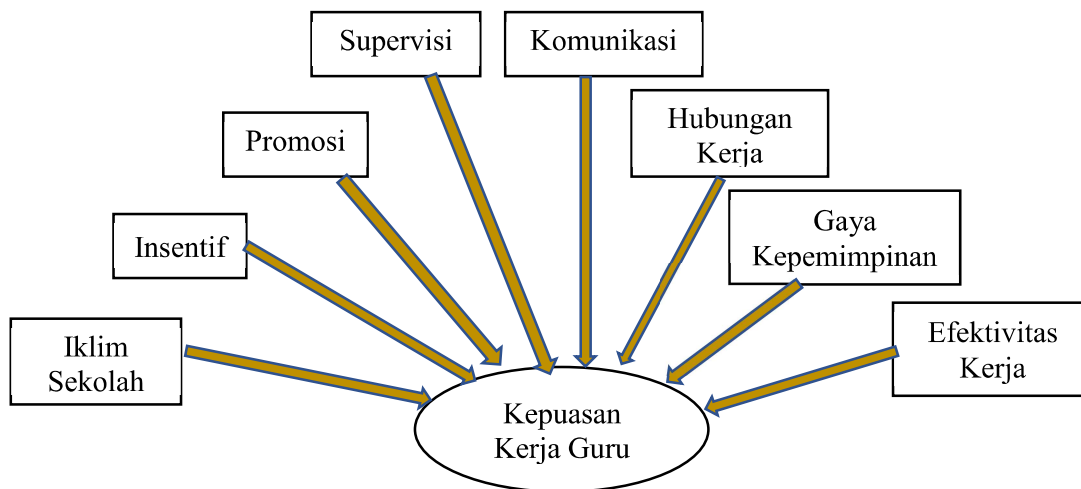 Supervisi
Komunikasi
Promosi
Hubungan
Kerja
Insentif
Gaya
Kepemimpinan
Iklim
Sekolah
Efektivitas
Kerja
Kepuasan
Kerja Guru